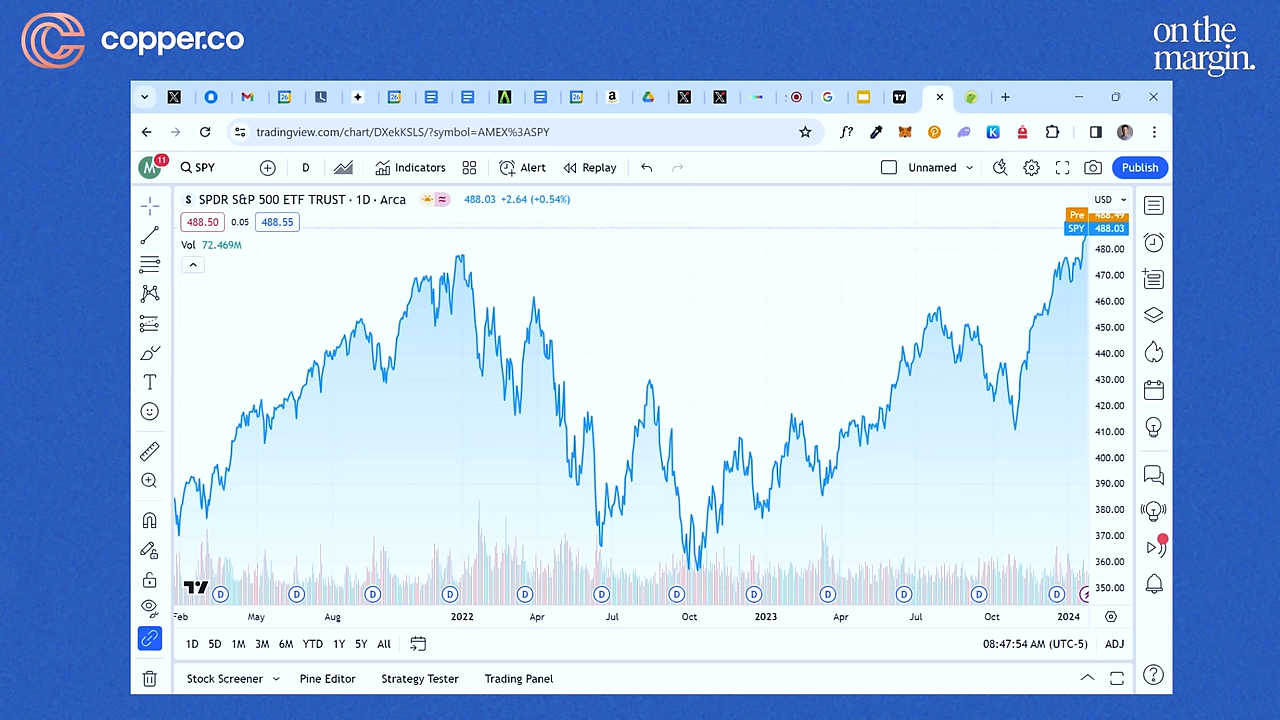 copper.co
on the
margin.
tradingview.com/chart/DXekKSLS/?symbol=AMEX%3ASPY
M 11 SPY D Indicators Alert Replay Unnamed Publish
S SPDR S&P 500 ETF TRUST · 1D · Arca 488.03 +2.64 (+0.54%) USD
488.50 0.05 488.55
Pre 488.49
SPY 488.03
Vol 72.469M
480.00
470.00
460.00
450.00
440.00
430.00
420.00
410.00
400.00
390.00
380.00
370.00
360.00
350.00
D D D D D D D D D D D D
Feb May Aug 2022 Apr Jul Oct 2023 Apr Jul Oct 2024
1D 5D 1M 3M 6M YTD 1Y 5Y All 08:47:54 AM (UTC-5) ADJ
Stock Screener Pine Editor Strategy Tester Trading Panel